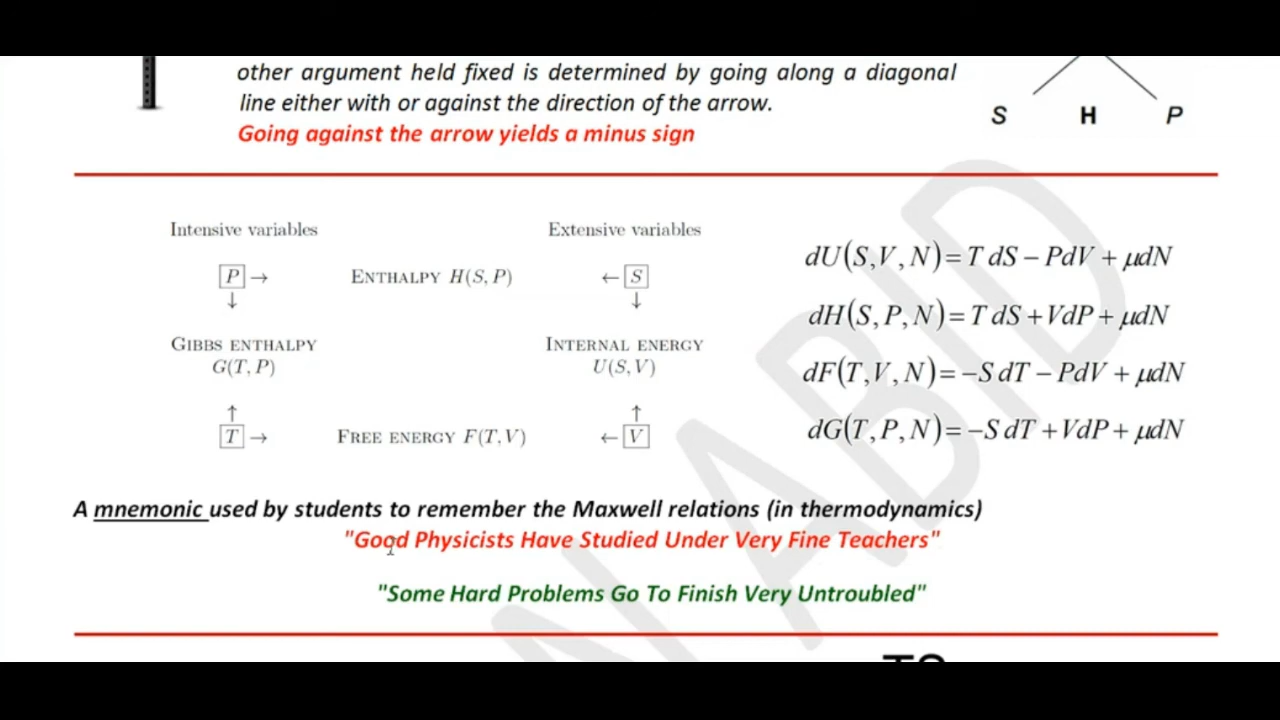 other argument held fixed is determined by going along a diagonal
line either with or against the direction of the arrow.
Going against the arrow yields a minus sign
S H P
Intensive variables Extensive variables
P → ENTHALPY H(S, P) ← S
↓ ↓
GIBBS ENTHALPY INTERNAL ENERGY
G(T, P) U(S, V)
↑ ↑
T → FREE ENERGY F(T, V) ← V
dU(S,V,N)=T dS − PdV + μdN
dH(S,P,N)=T dS +VdP + μdN
dF(T,V,N)=−S dT − PdV + μdN
dG(T,P,N)=−S dT +VdP + μdN
A mnemonic used by students to remember the Maxwell relations (in thermodynamics)
"Good Physicists Have Studied Under Very Fine Teachers"
"Some Hard Problems Go To Finish Very Untroubled"
N ABID